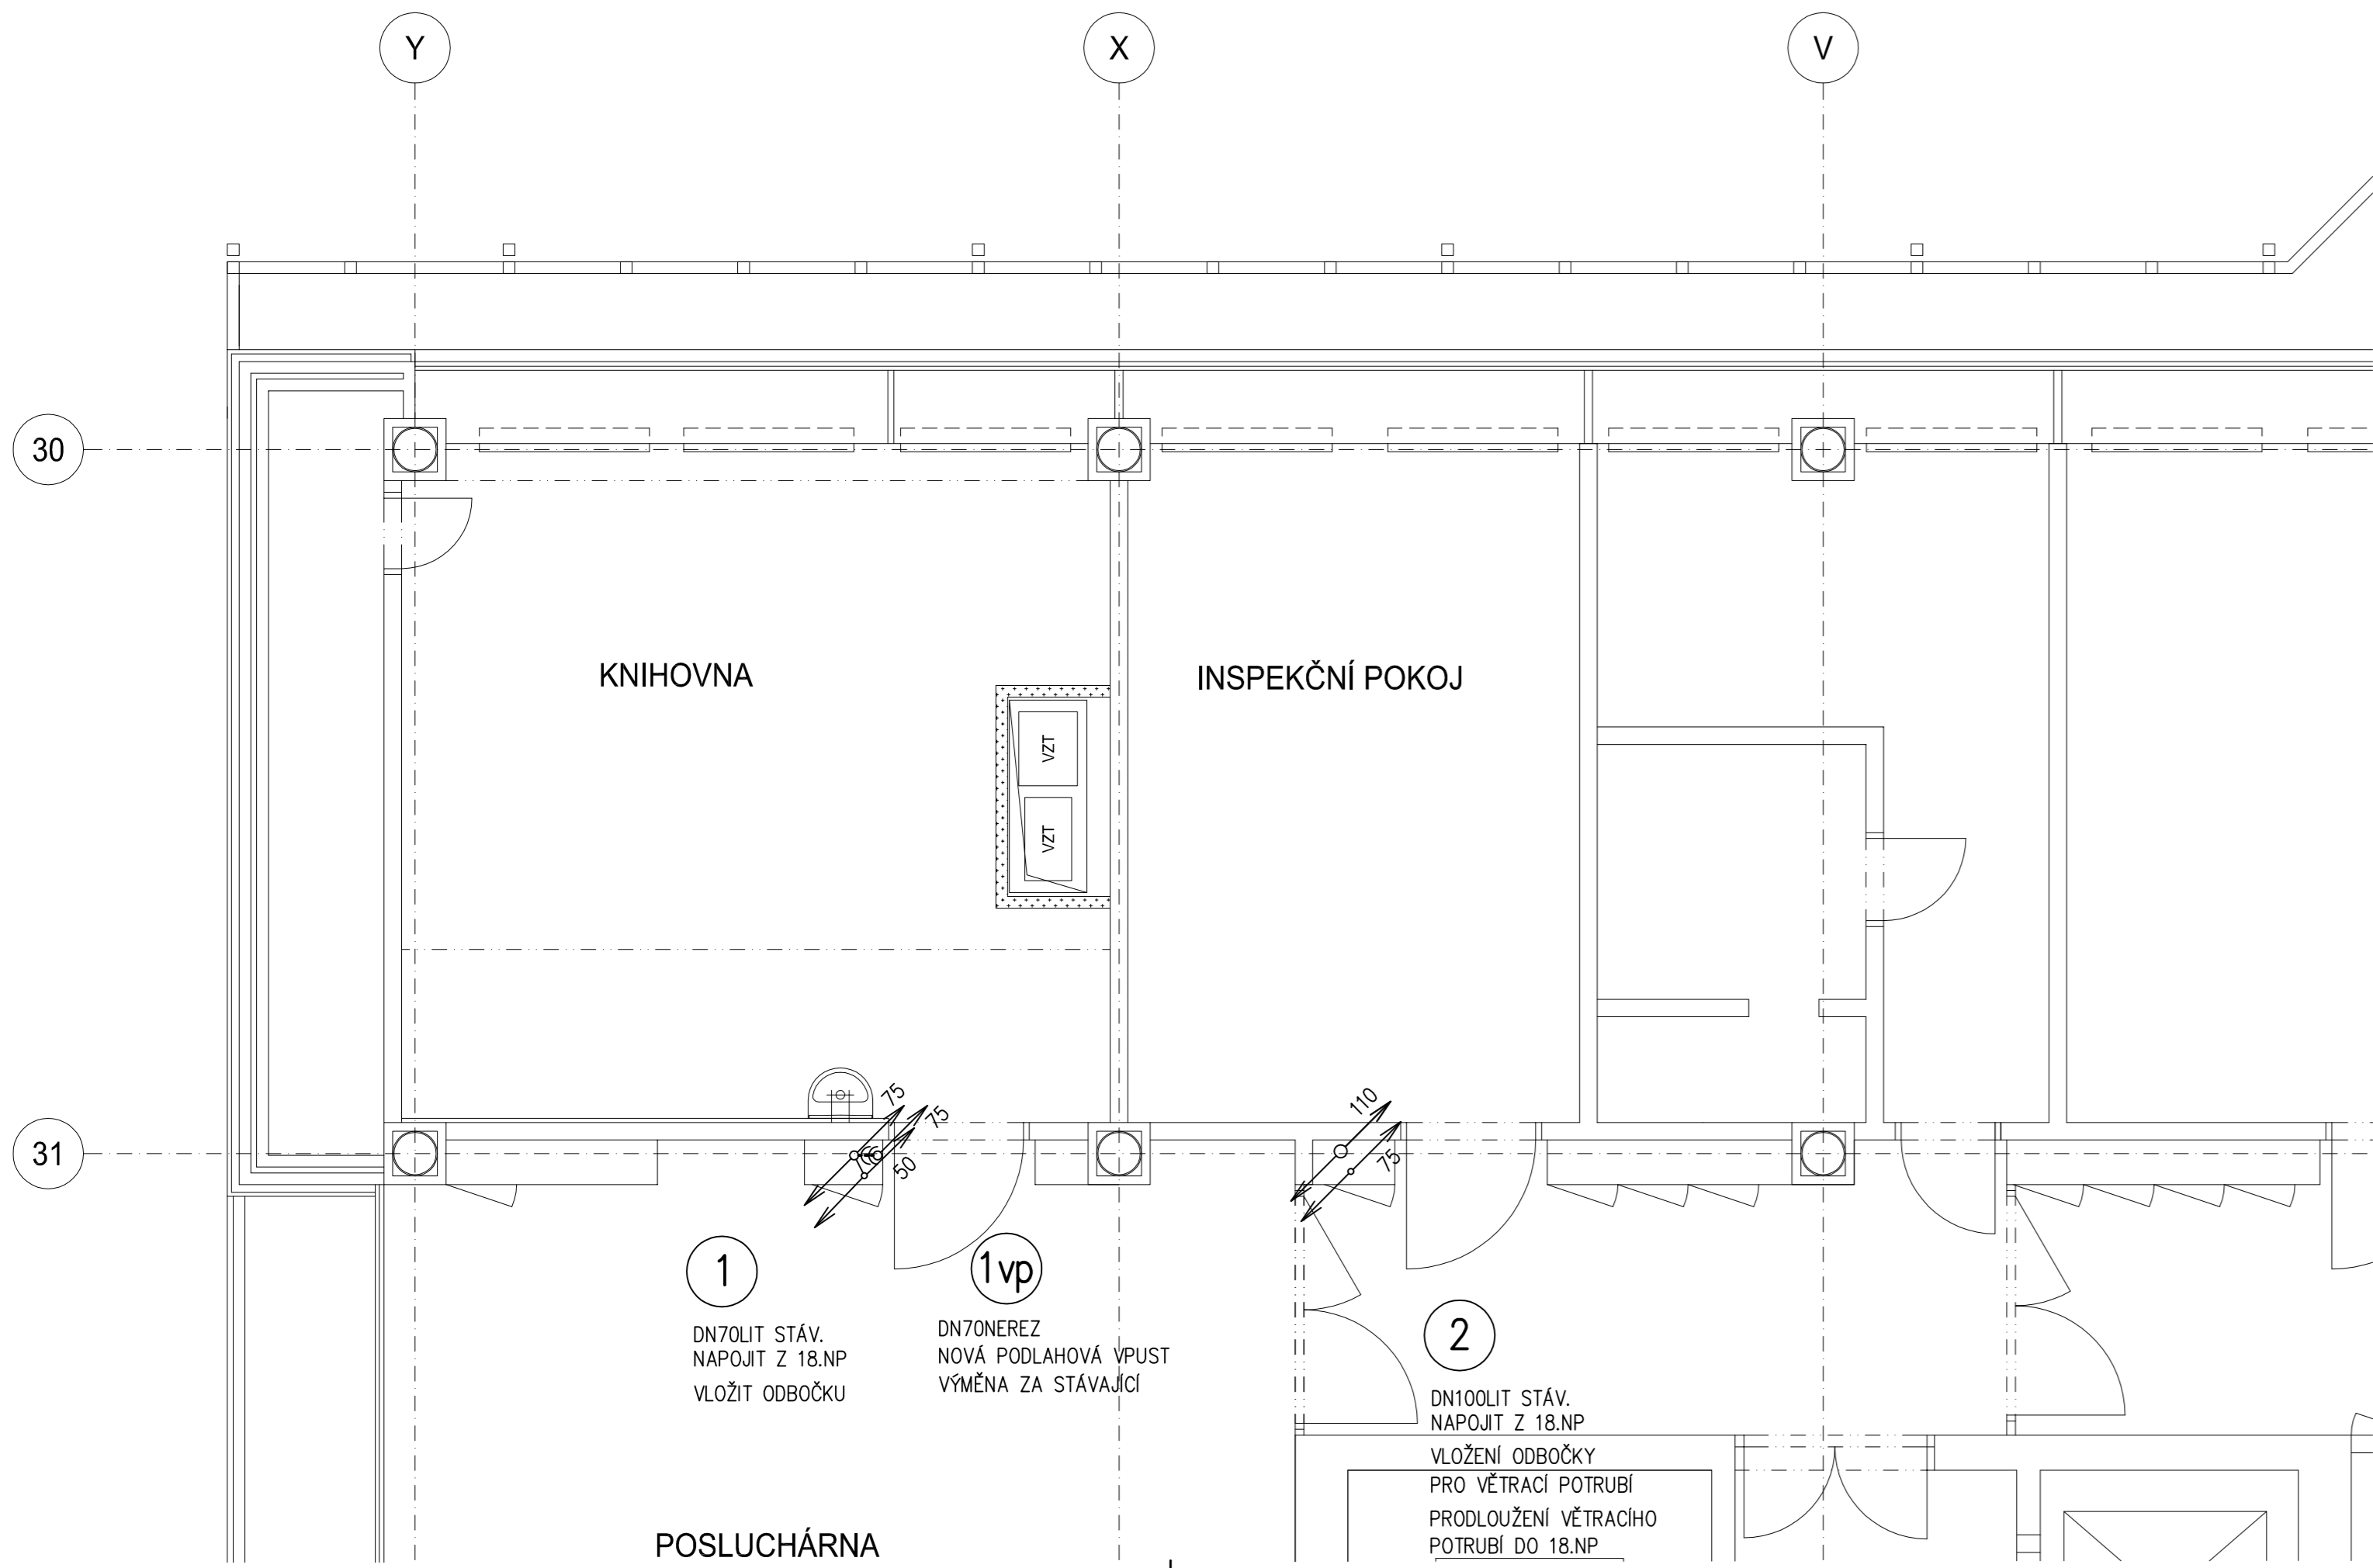 Y
X
V
30
KNIHOVNA
INSPEKČNÍ POKOJ
VZT
VZT
75
75
50
110
75
31
1
DN70LIT STÁV.
NAPOJIT Z 18.NP
VLOŽIT ODBOČKU
1vp
DN70NEREZ
NOVÁ PODLAHOVÁ VPUST
VÝMĚNA ZA STÁVAJÍCÍ
2
DN100LIT STÁV.
NAPOJIT Z 18.NP
VLOŽENÍ ODBOČKY
PRO VĚTRACÍ POTRUBÍ
PRODLOUŽENÍ VĚTRACÍHO
POTRUBÍ DO 18.NP
POSLUCHÁRNA